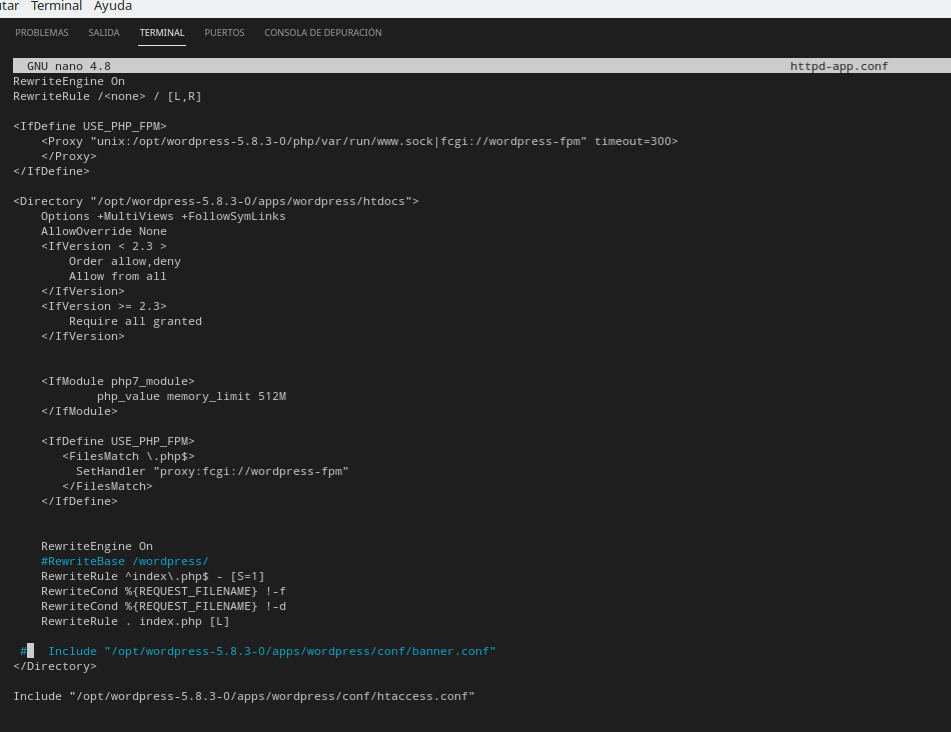 Terminal Ayuda
PROBLEMAS SALIDA TERMINAL PUERTOS CONSOLA DE DEPURACIÓN
GNU nano 4.8 httpd-app.conf
RewriteEngine On
RewriteRule /<none> / [L,R]
<IfDefine USE_PHP_FPM>
<Proxy "unix:/opt/wordpress-5.8.3-0/php/var/run/www.sock|fcgi://wordpress-fpm" timeout=300>
</Proxy>
</IfDefine>
<Directory "/opt/wordpress-5.8.3-0/apps/wordpress/htdocs">
Options +MultiViews +FollowSymLinks
AllowOverride None
<IfVersion < 2.3 >
Order allow,deny
Allow from all
</IfVersion>
<IfVersion >= 2.3>
Require all granted
</IfVersion>
<IfModule php7_module>
php_value memory_limit 512M
</IfModule>
<IfDefine USE_PHP_FPM>
<FilesMatch \.php$>
SetHandler "proxy:fcgi://wordpress-fpm"
</FilesMatch>
</IfDefine>
RewriteEngine On
#RewriteBase /wordpress/
RewriteRule ^index\.php$ - [S=1]
RewriteCond %{REQUEST_FILENAME} !-f
RewriteCond %{REQUEST_FILENAME} !-d
RewriteRule . index.php [L]
# Include "/opt/wordpress-5.8.3-0/apps/wordpress/conf/banner.conf"
</Directory>
Include "/opt/wordpress-5.8.3-0/apps/wordpress/conf/htaccess.conf"